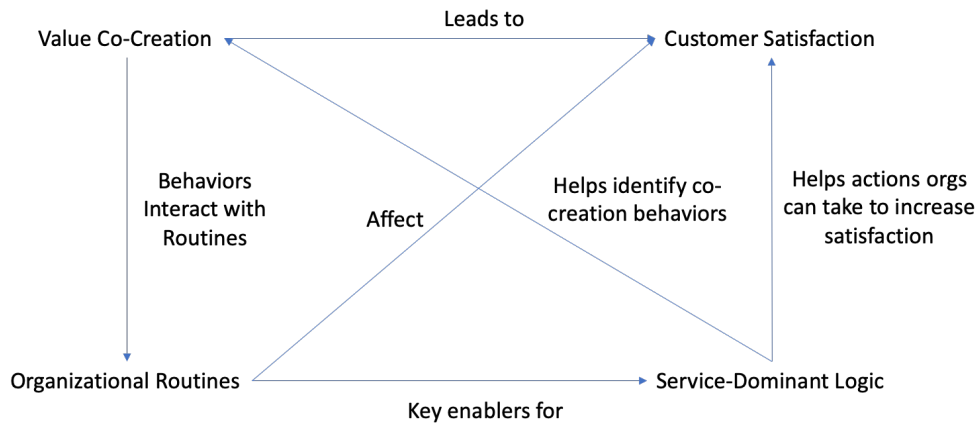 Leads to
Value Co-Creation
Customer Satisfaction
Behaviors
Interact with
Routines
Affect
Helps identify co-
creation behaviors
Helps actions orgs
can take to increase
satisfaction
Organizational Routines
Service-Dominant Logic
Key enablers for